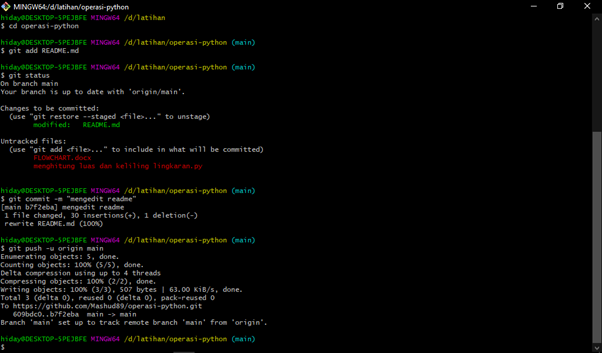 MINGW64:/d/latihan/operasi-python
hiday@DESKTOP-5PEJBFE MINGW64 /d/latihan
$ cd operasi-python
hiday@DESKTOP-5PEJBFE MINGW64 /d/latihan/operasi-python (main)
$ git add README.md
hiday@DESKTOP-5PEJBFE MINGW64 /d/latihan/operasi-python (main)
$ git status
On branch main
Your branch is up to date with 'origin/main'.
Changes to be committed:
(use "git restore --staged <file>..." to unstage)
modified:   README.md
Untracked files:
(use "git add <file>..." to include in what will be committed)
FLOWCHART.docx
menghitung luas dan keliling lingkaran.py
hiday@DESKTOP-5PEJBFE MINGW64 /d/latihan/operasi-python (main)
$ git commit -m "mengedit readme"
[main b7f2eba] mengedit readme
1 file changed, 30 insertions(+), 1 deletion(-)
rewrite README.md (100%)
hiday@DESKTOP-5PEJBFE MINGW64 /d/latihan/operasi-python (main)
$ git push -u origin main
Enumerating objects: 5, done.
Counting objects: 100% (5/5), done.
Delta compression using up to 4 threads
Compressing objects: 100% (2/2), done.
Writing objects: 100% (3/3), 507 bytes | 63.00 KiB/s, done.
Total 3 (delta 0), reused 0 (delta 0), pack-reused 0
To https://github.com/Mashud89/operasi-python.git
609bdc0..b7f2eba  main -> main
Branch 'main' set up to track remote branch 'main' from 'origin'.
hiday@DESKTOP-5PEJBFE MINGW64 /d/latihan/operasi-python (main)
$